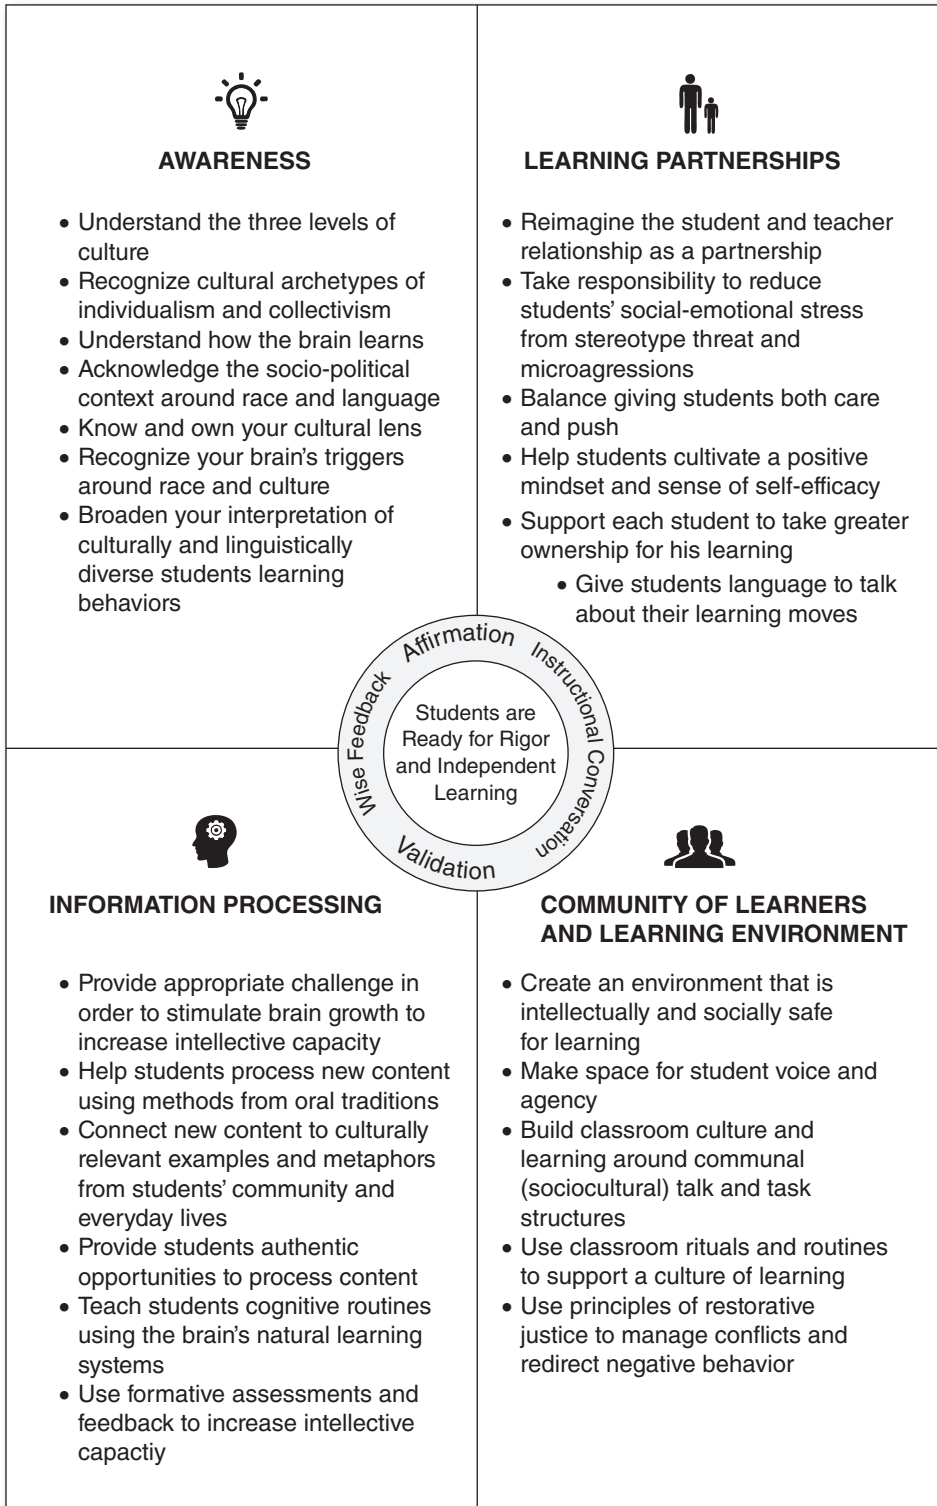 AWARENESS
• Understand the three levels of
culture
• Recognize cultural archetypes of
individualism and collectivism
• Understand how the brain learns
• Acknowledge the socio-political
context around race and language
• Know and own your cultural lens
• Recognize your brain's triggers
around race and culture
• Broaden your interpretation of
culturally and linguistically
diverse students learning
behaviors
LEARNING PARTNERSHIPS
• Reimagine the student and teacher
relationship as a partnership
• Take responsibility to reduce
students' social-emotional stress
from stereotype threat and
microagressions
• Balance giving students both care
and push
• Help students cultivate a positive
mindset and sense of self-efficacy
• Support each student to take greater
ownership for his learning
• Give students language to talk
about their learning moves
Affirmation
Instructional Conversation
Validation
Wise Feedback
Students are
Ready for Rigor
and Independent
Learning
INFORMATION PROCESSING
• Provide appropriate challenge in
order to stimulate brain growth to
increase intellective capacity
• Help students process new content
using methods from oral traditions
• Connect new content to culturally
relevant examples and metaphors
from students' community and
everyday lives
• Provide students authentic
opportunities to process content
• Teach students cognitive routines
using the brain's natural learning
systems
• Use formative assessments and
feedback to increase intellective
capactiy
COMMUNITY OF LEARNERS
AND LEARNING ENVIRONMENT
• Create an environment that is
intellectually and socially safe
for learning
• Make space for student voice and
agency
• Build classroom culture and
learning around communal
(sociocultural) talk and task
structures
• Use classroom rituals and routines
to support a culture of learning
• Use principles of restorative
justice to manage conflicts and
redirect negative behavior